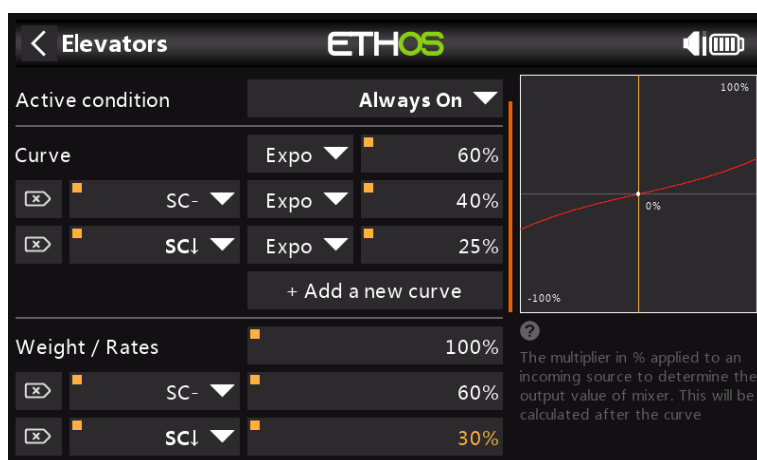 Elevators
ETHOS
Active condition
Always On
Curve
Expo
60%
SC-
Expo
40%
SC↓
Expo
25%
+ Add a new curve
Weight / Rates
100%
SC-
60%
SC↓
30%
100%
0%
-100%
?
The multiplier in % applied to an
incoming source to determine the
output value of mixer. This will be
calculated after the curve